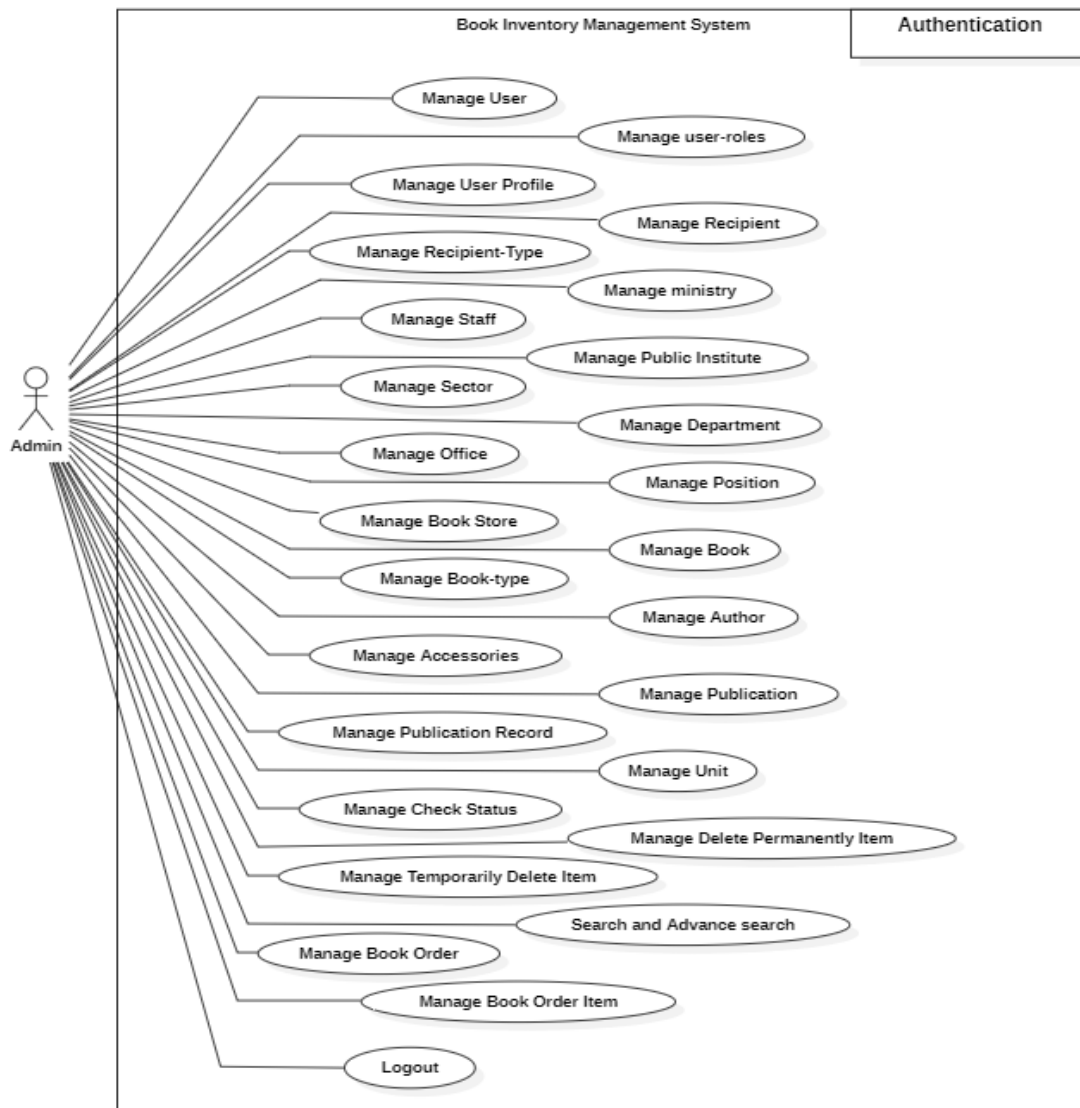 Book Inventory Management System
Authentication
Manage User
Manage user-roles
Manage User Profile
Manage Recipient
Manage Recipient-Type
Manage ministry
Manage Staff
Manage Public Institute
Manage Sector
Manage Department
Admin
Manage Office
Manage Position
Manage Book Store
Manage Book
Manage Book-type
Manage Author
Manage Accessories
Manage Publication
Manage Publication Record
Manage Unit
Manage Check Status
Manage Delete Permanently Item
Manage Temporarily Delete Item
Search and Advance search
Manage Book Order
Manage Book Order Item
Logout